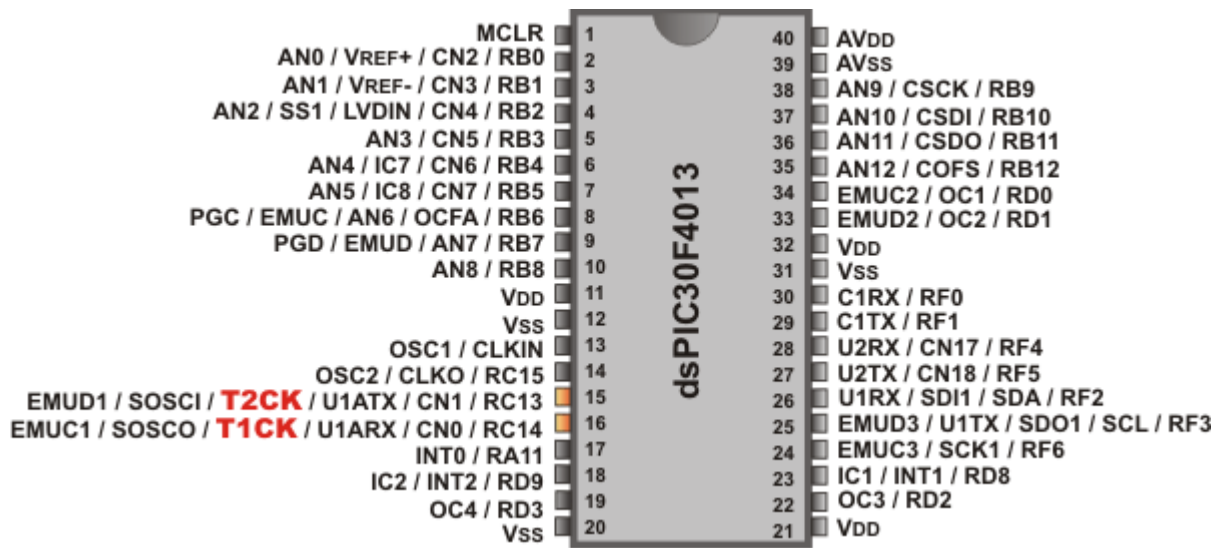 MCLR 1
AN0 / VREF+ / CN2 / RB0 2
AN1 / VREF- / CN3 / RB1 3
AN2 / SS1 / LVDIN / CN4 / RB2 4
AN3 / CN5 / RB3 5
AN4 / IC7 / CN6 / RB4 6
AN5 / IC8 / CN7 / RB5 7
PGC / EMUC / AN6 / OCFA / RB6 8
PGD / EMUD / AN7 / RB7 9
AN8 / RB8 10
VDD 11
VSS 12
OSC1 / CLKIN 13
OSC2 / CLKO / RC15 14
EMUD1 / SOSCI / T2CK / U1ATX / CN1 / RC13 15
EMUC1 / SOSCO / T1CK / U1ARX / CN0 / RC14 16
INT0 / RA11 17
IC2 / INT2 / RD9 18
OC4 / RD3 19
VSS 20
dsPIC30F4013
40 AVDD
39 AVSS
38 AN9 / CSCK / RB9
37 AN10 / CSDI / RB10
36 AN11 / CSDO / RB11
35 AN12 / COFS / RB12
34 EMUC2 / OC1 / RD0
33 EMUD2 / OC2 / RD1
32 VDD
31 VSS
30 C1RX / RF0
29 C1TX / RF1
28 U2RX / CN17 / RF4
27 U2TX / CN18 / RF5
26 U1RX / SDI1 / SDA / RF2
25 EMUD3 / U1TX / SDO1 / SCL / RF3
24 EMUC3 / SCK1 / RF6
23 IC1 / INT1 / RD8
22 OC3 / RD2
21 VDD